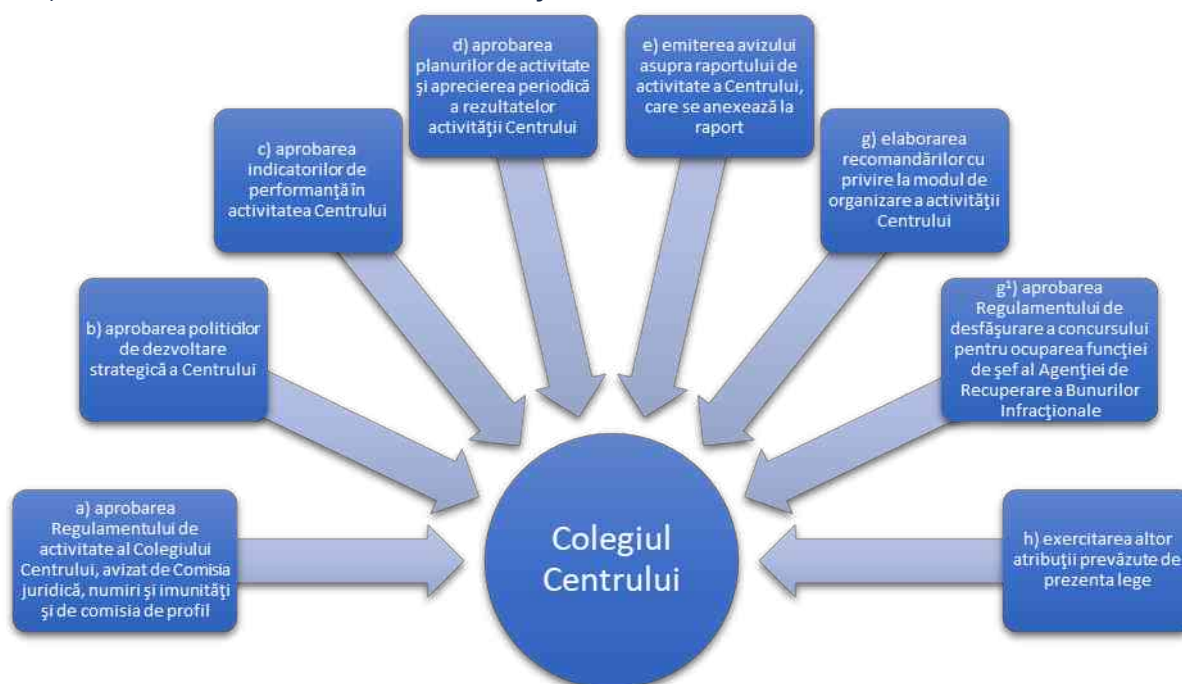 d) aprobarea
planurilor de activitate
şi aprecierea periodică
a rezultatelor
activităţii Centrului
e) emiterea avizului
asupra raportului de
activitate a Centrului,
care se anexează la
raport
c) aprobarea
indicatorilor de
performanţă în
activitatea Centrului
g) elaborarea
recomandărilor cu
privire la modul de
organizare a activităţii
Centrului
b) aprobarea politicilor
de dezvoltare
strategică a Centrului
g¹) aprobarea
Regulamentului de
desfăşurare a concursului
pentru ocuparea funcţiei
de şef al Agenţiei de
Recuperare a Bunurilor
Infracţionale
a) aprobarea
Regulamentului de
activitate al Colegiului
Centrului, avizat de Comisia
juridică, numiri şi imunităţi
şi de comisia de profil
Colegiul
Centrului
h) exercitarea altor
atribuţii prevăzute de
prezenta lege